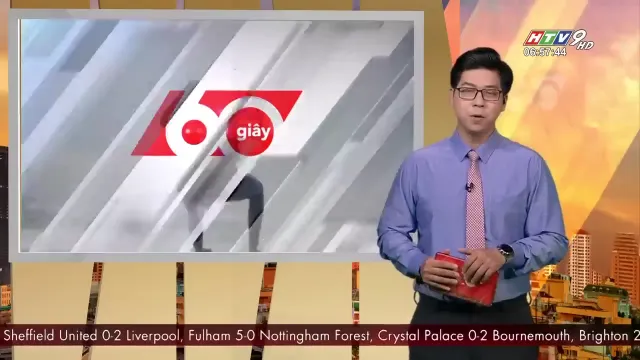 HTV9 HD
06:57:44
60 giây
Sheffield United 0-2 Liverpool, Fulham 5-0 Nottingham Forest, Crystal Palace 0-2 Bournemouth, Brighton 2